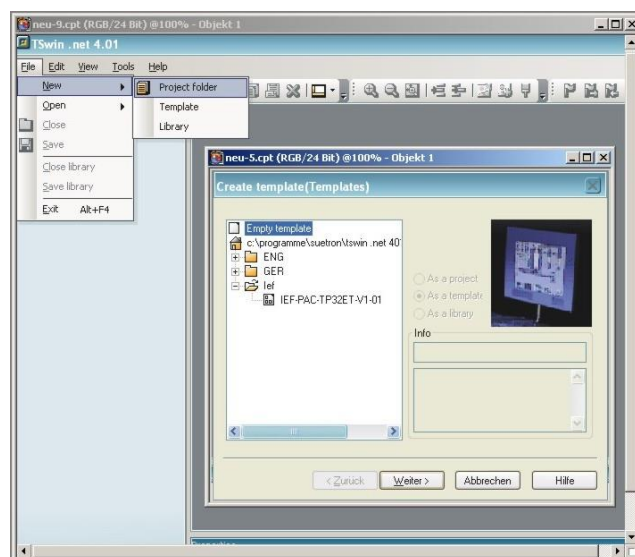 neu-9.cpt (RGB/24 Bit) @100% - Objekt 1
TSwin .net 4.01
File Edit View Tools Help
New
Open
Close
Save
Close library
Save library
Exit Alt+F4
Project folder
Template
Library
neu-5.cpt (RGB/24 Bit) @100% - Objekt 1
Create template(Templates)
Empty template
c:\programme\suetron\tswin .net 40
ENG
GER
Ief
IEF-PAC-TP32ET-V1-01
As a project
As a template
As a library
Info
< Zurück Weiter > Abbrechen Hilfe